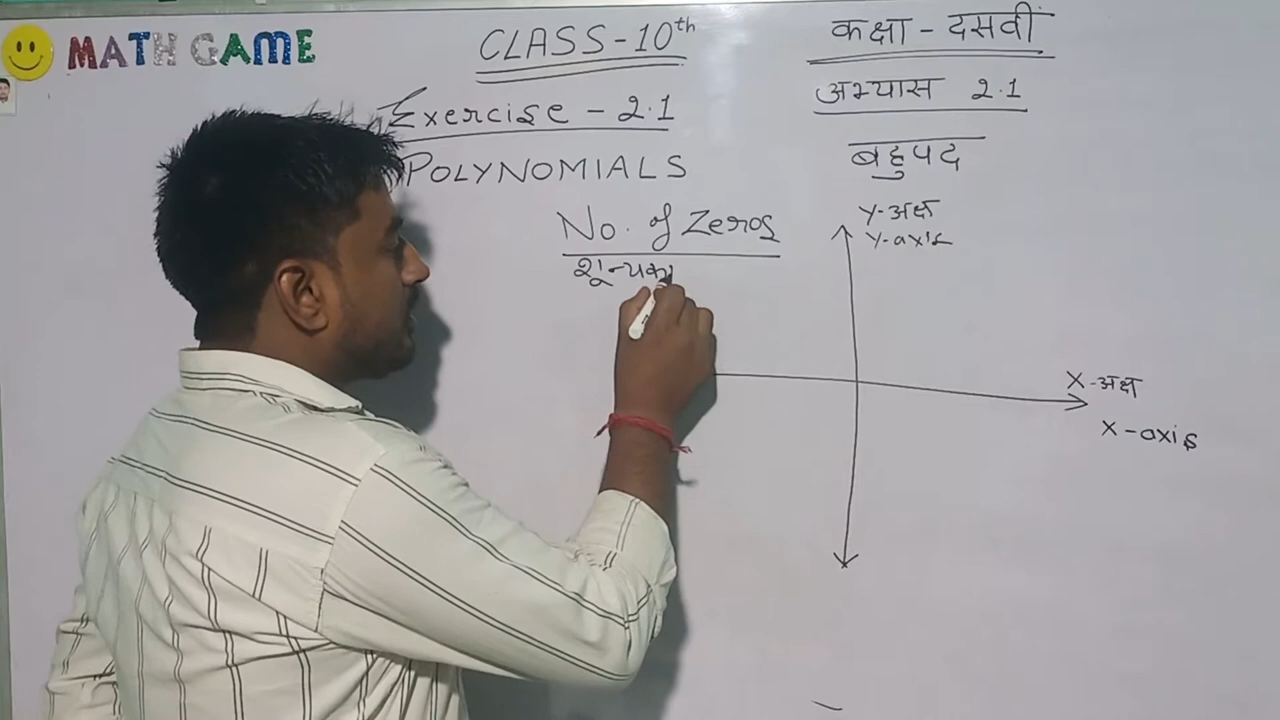 MATH GAME
CLASS-10th
कक्षा - दसवीं
Exercise - 2.1
अभ्यास 2.1
POLYNOMIALS
बहुपद
No. of Zeros
शून्यका
Y-अक्ष
Y-axis
X-अक्ष
X-axis